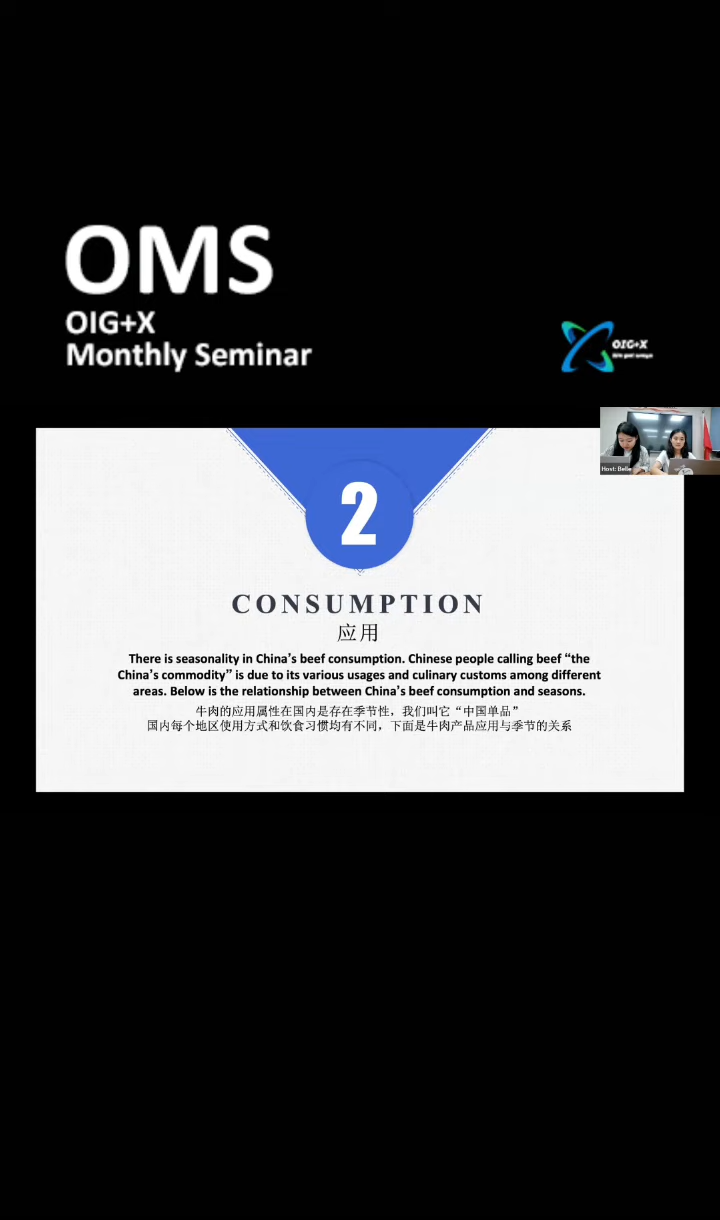 OMS
OIG+X
Monthly Seminar
OIG+X
Host: Belle
2
CONSUMPTION
应用
There is seasonality in China’s beef consumption. Chinese people calling beef “the
China’s commodity” is due to its various usages and culinary customs among different
areas. Below is the relationship between China’s beef consumption and seasons.
牛肉的应用属性在国内是存在季节性，我们叫它“中国单品”
国内每个地区使用方式和饮食习惯均有不同，下面是牛肉产品应用与季节的关系